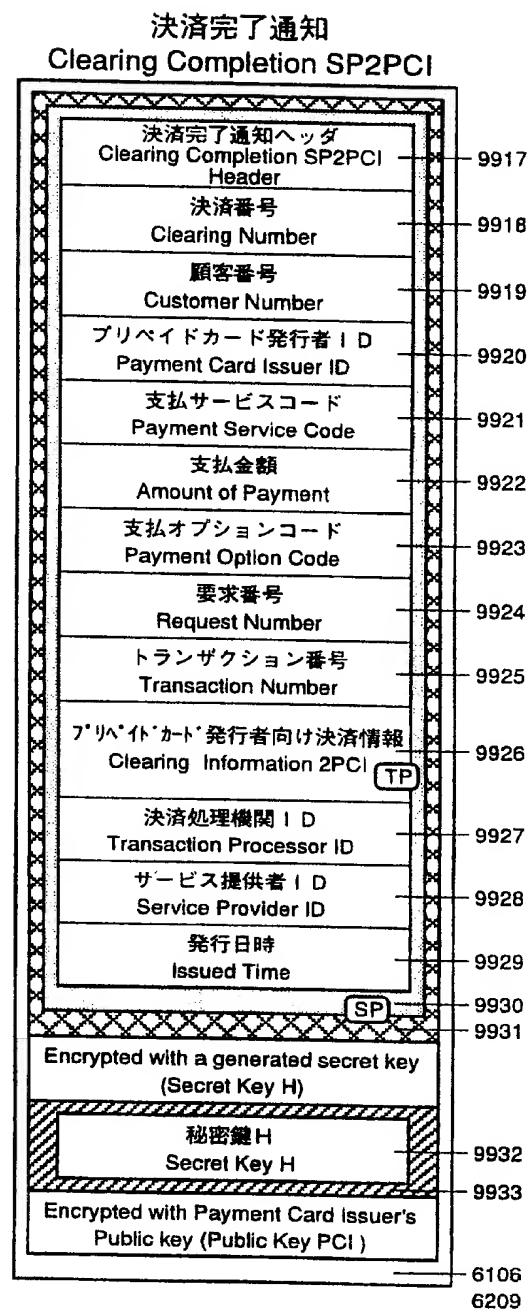 決済完了通知
Clearing Completion SP2PCI
決済完了通知ヘッダ
Clearing Completion SP2PCI
Header
9917
決済番号
Clearing Number
9918
顧客番号
Customer Number
9919
プリペイドカード発行者ID
Payment Card Issuer ID
9920
支払サービスコード
Payment Service Code
9921
支払金額
Amount of Payment
9922
支払オプションコード
Payment Option Code
9923
要求番号
Request Number
9924
トランザクション番号
Transaction Number
9925
プリペイドカード発行者向け決済情報
Clearing Information 2PCI
TP
9926
決済処理機関ID
Transaction Processor ID
9927
サービス提供者ID
Service Provider ID
9928
発行日時
Issued Time
9929
SP
9930
9931
Encrypted with a generated secret key
(Secret Key H)
秘密鍵H
Secret Key H
9932
9933
Encrypted with Payment Card Issuer's
Public key (Public Key PCI )
6106
6209